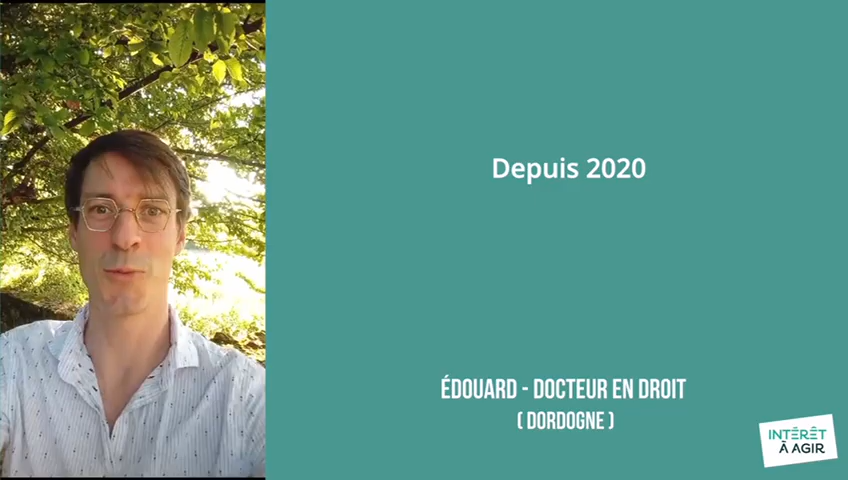 Depuis 2020
ÉDOUARD - DOCTEUR EN DROIT
( DORDOGNE )
INTÉRÊT
À AGIR